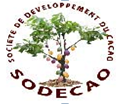 SOCIETE DE DEVELOPPEMENT DU CACAO
SODECAO